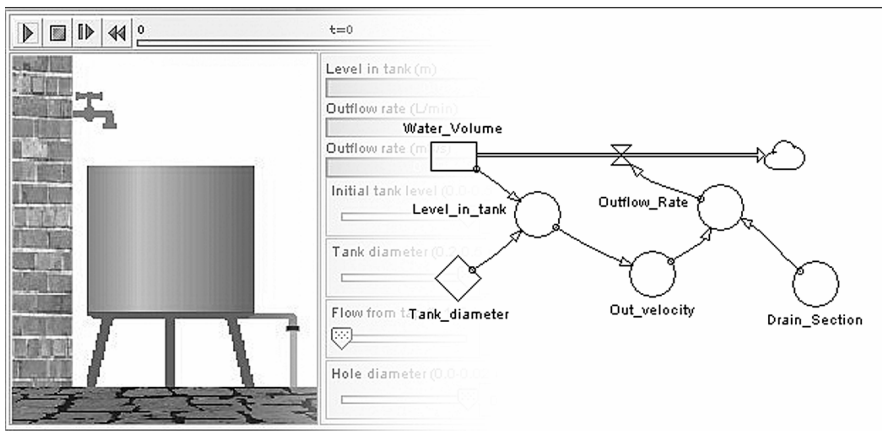 0
t=0
Level in tank (m)
Outflow rate (L/min)
Water_Volume
Outflow rate
Initial tank level
Level_in_tank
Outflow_Rate
Tank diameter
Tank_diameter
Out_velocity
Drain_Section
Flow from
Hole diameter